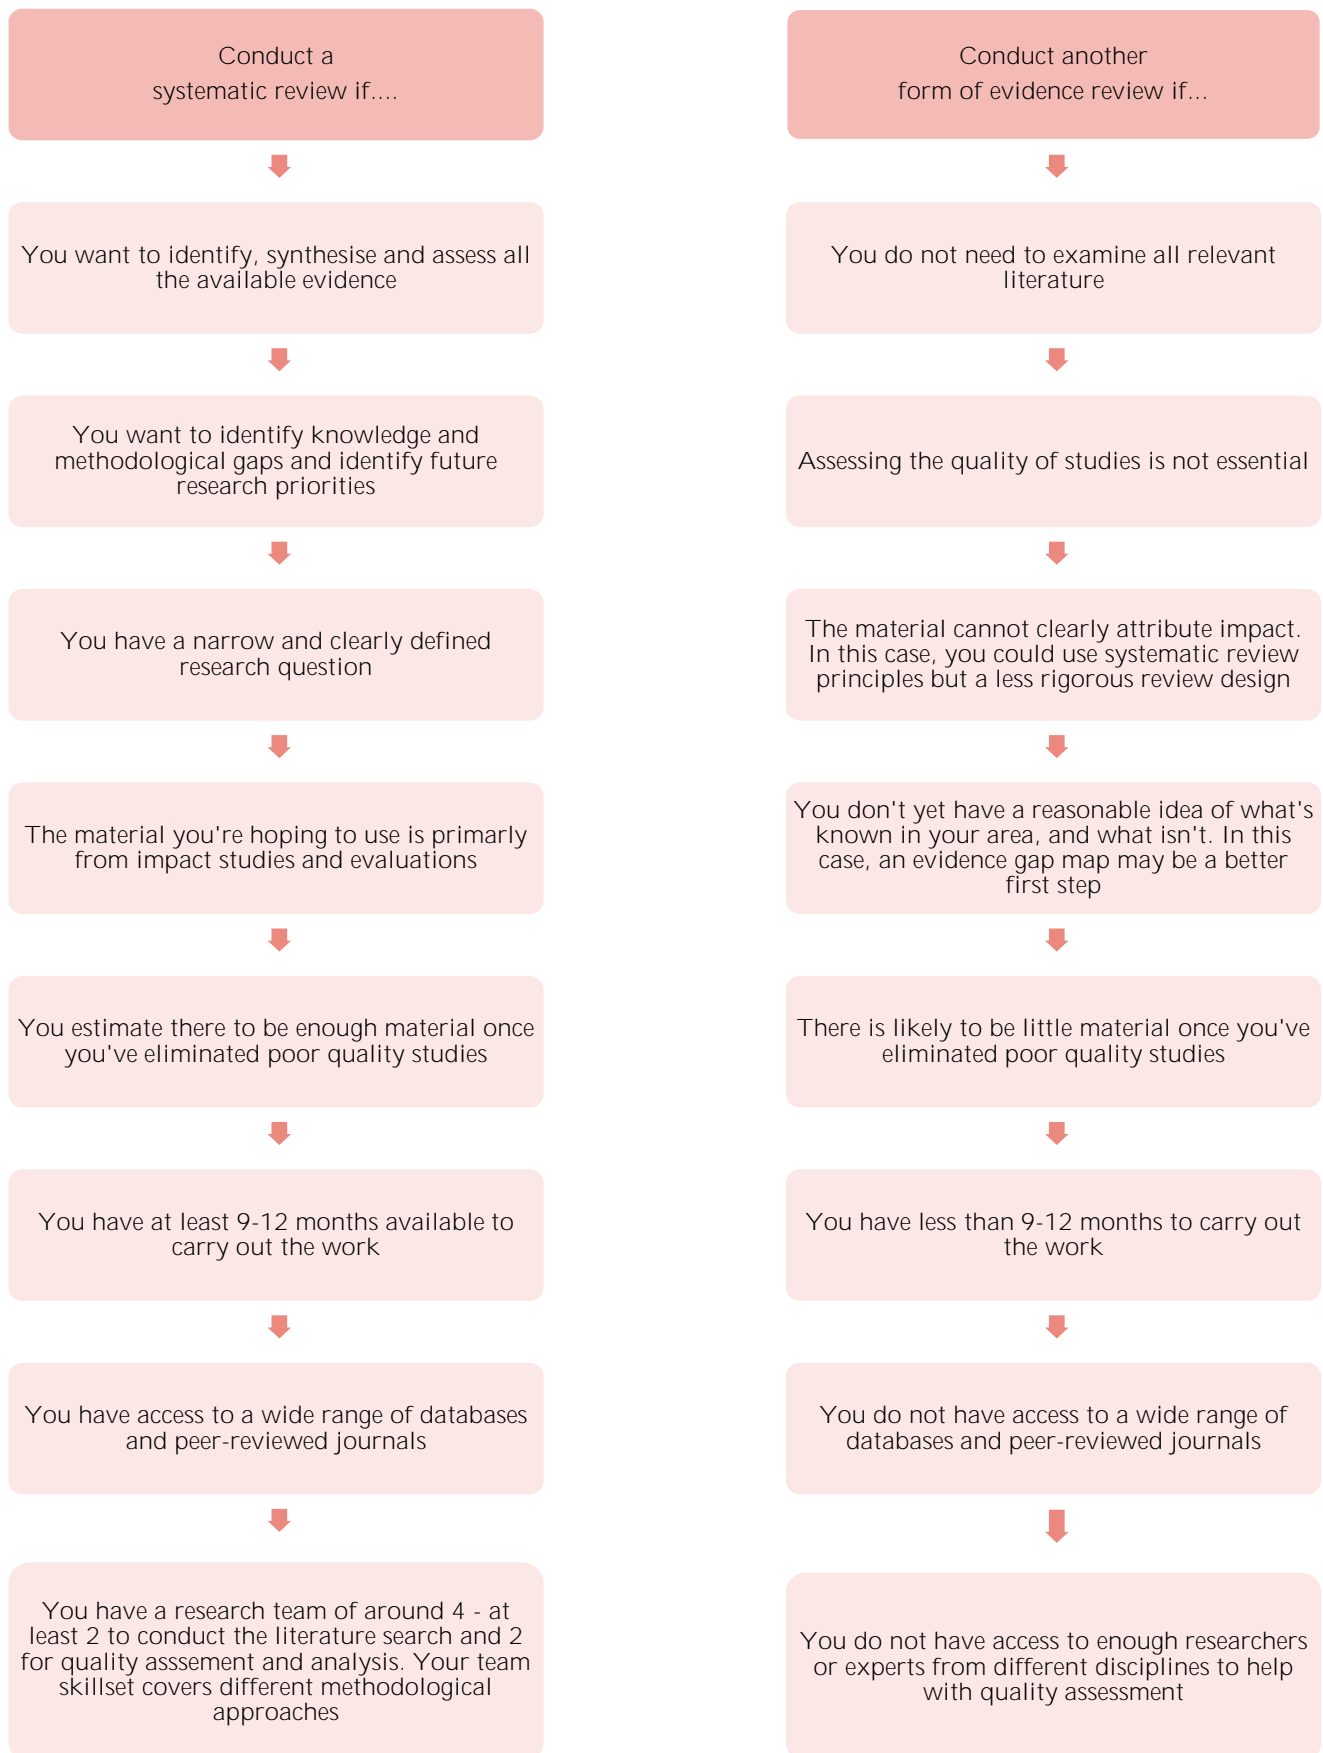 Conduct a
systematic review if....
You want to identify, synthesise and assess all
the available evidence
You want to identify knowledge and
methodological gaps and identify future
research priorities
You have a narrow and clearly defined
research question
The material you're hoping to use is primarly
from impact studies and evaluations
You estimate there to be enough material once
you've eliminated poor quality studies
You have at least 9-12 months available to
carry out the work
You have access to a wide range of databases
and peer-reviewed journals
You have a research team of around 4 - at
least 2 to conduct the literature search and 2
for quality asssement and analysis. Your team
skillset covers different methodological
approaches
Conduct another
form of evidence review if...
You do not need to examine all relevant
literature
Assessing the quality of studies is not essential
The material cannot clearly attribute impact.
In this case, you could use systematic review
principles but a less rigorous review design
You don't yet have a reasonable idea of what's
known in your area, and what isn't. In this
case, an evidence gap map may be a better
first step
There is likely to be little material once you've
eliminated poor quality studies
You have less than 9-12 months to carry out
the work
You do not have access to a wide range of
databases and peer-reviewed journals
You do not have access to enough researchers
or experts from different disciplines to help
with quality assessment